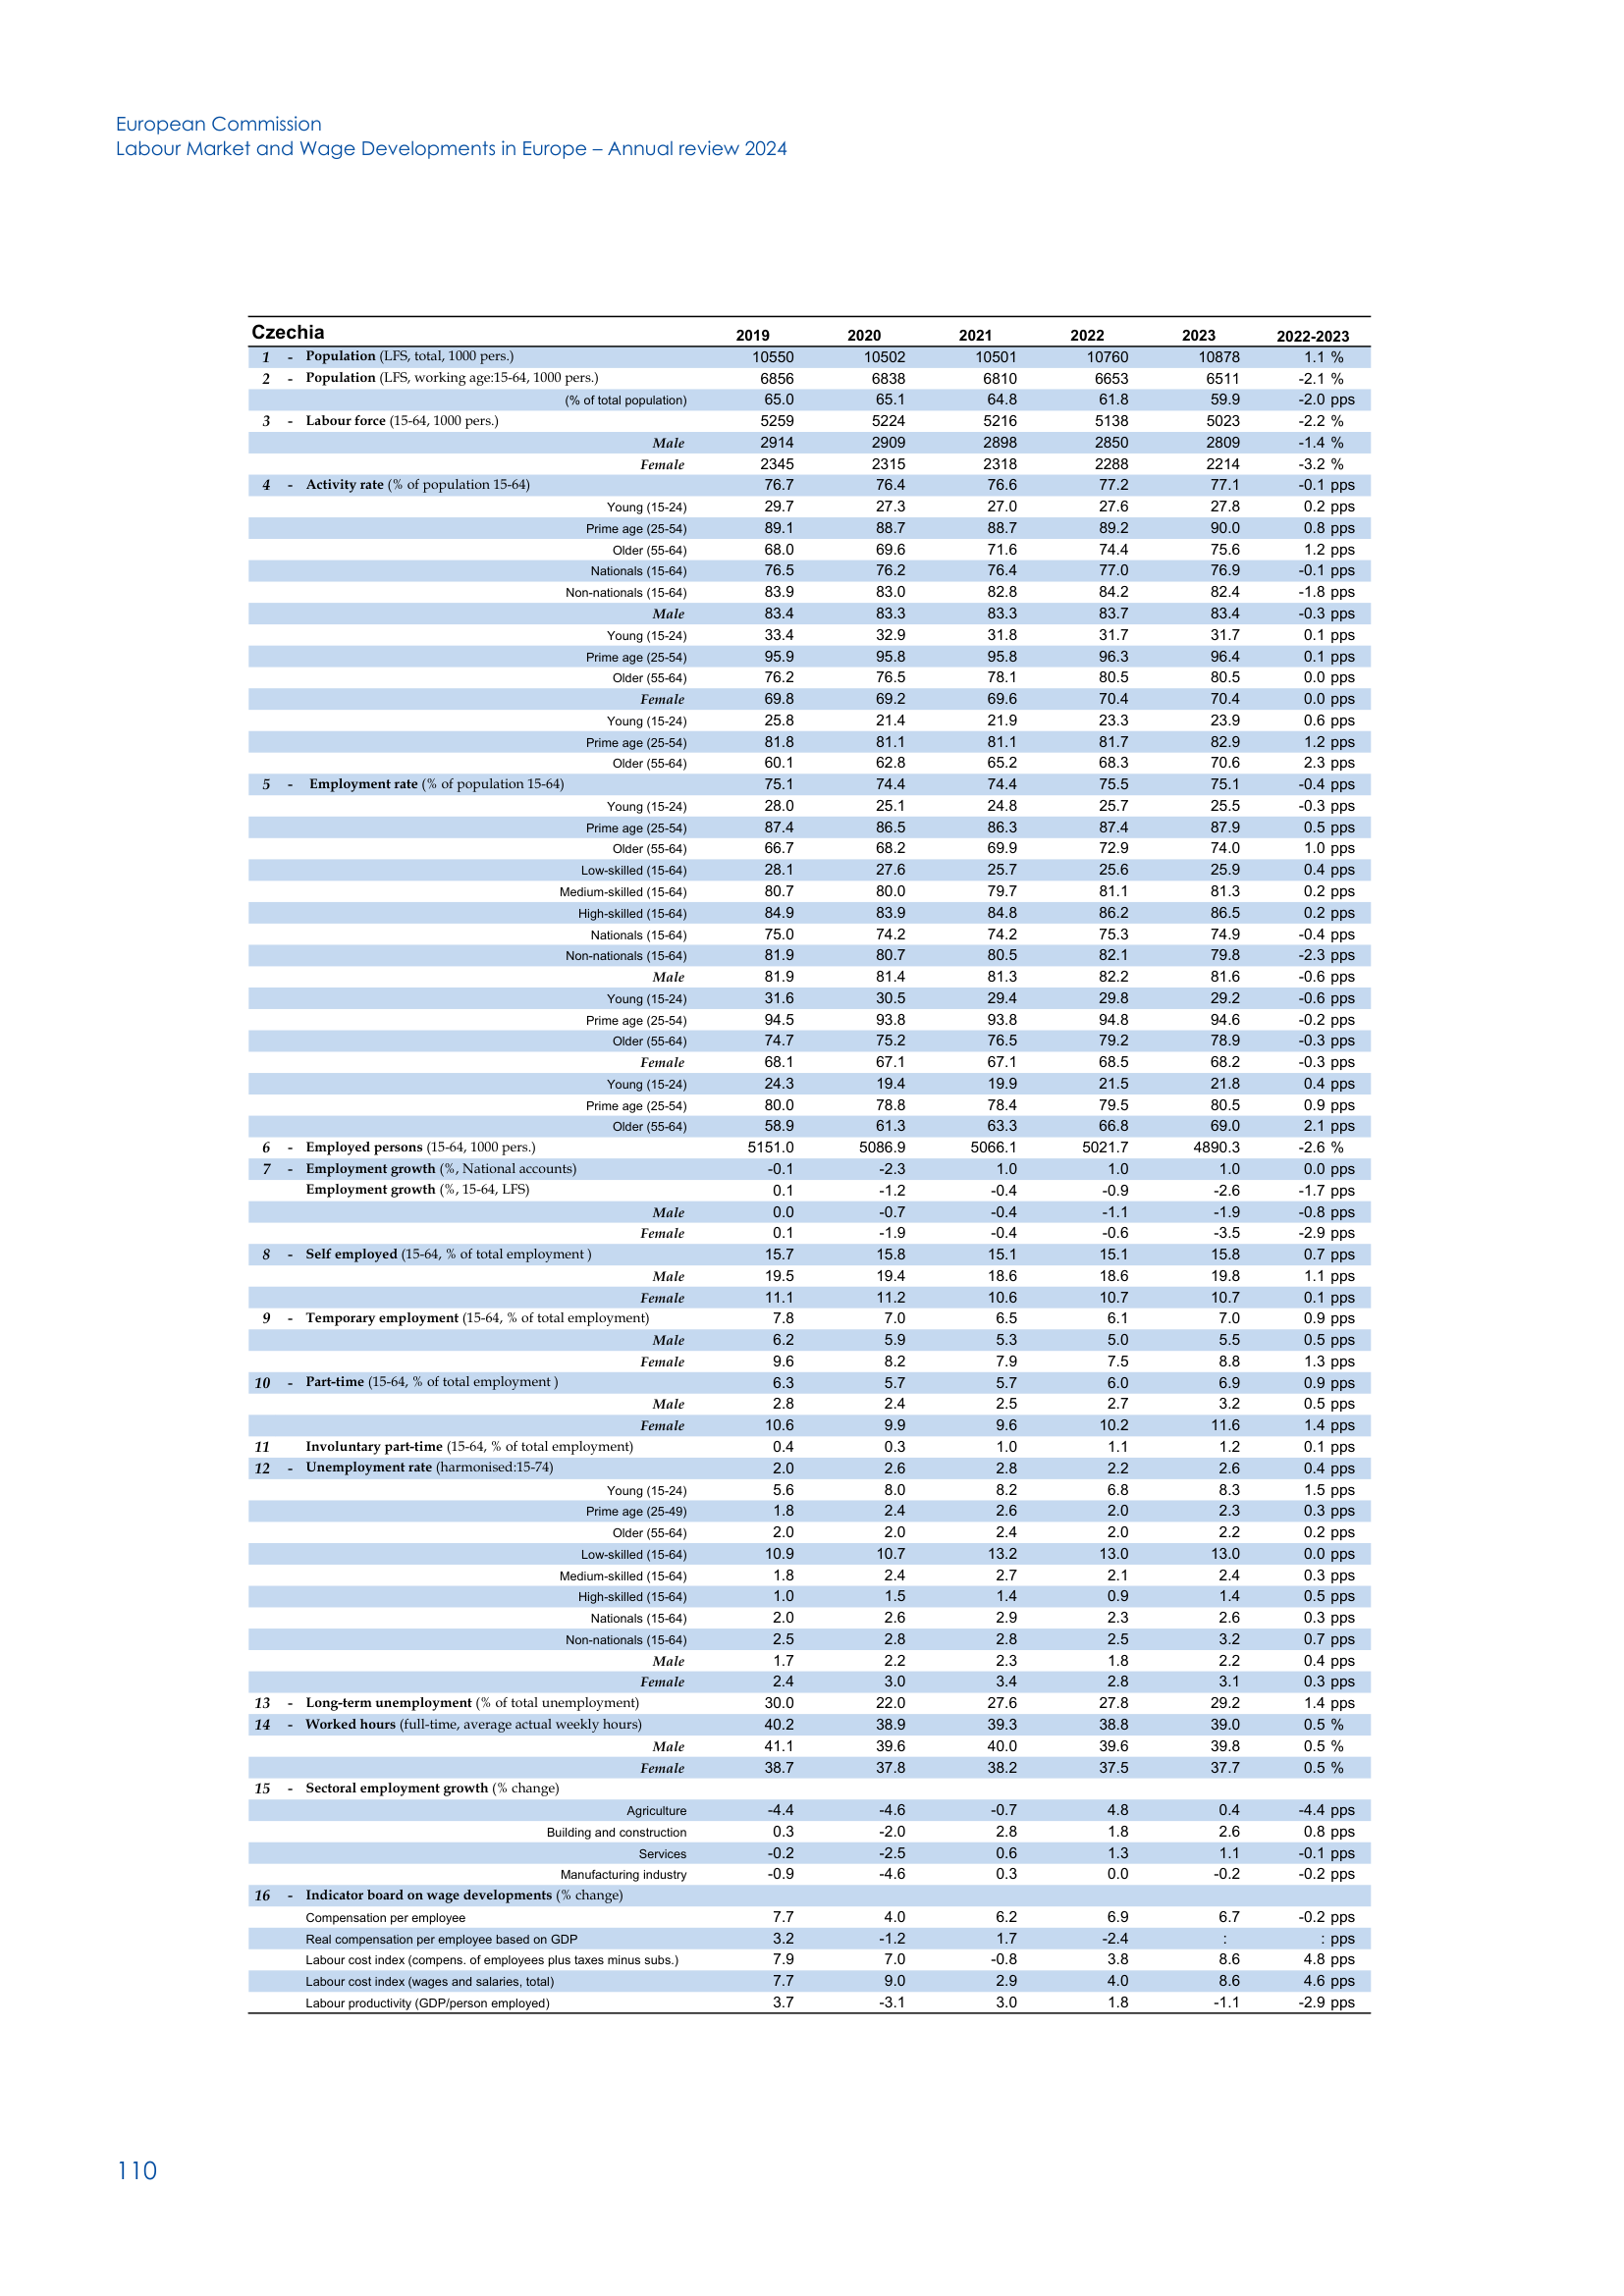 European Commission
Labour Market and Wage Developments in Europe – Annual review 2024
Czechia 2019 2020 2021 2022 2023 2022-2023
1 - Population (LFS, total, 1000 pers.) 10550 10502 10501 10760 10878 1.1 %
2 - Population (LFS, working age:15-64, 1000 pers.) 6856 6838 6810 6653 6511 -2.1 %
(% of total population) 65.0 65.1 64.8 61.8 59.9 -2.0 pps
3 - Labour force (15-64, 1000 pers.) 5259 5224 5216 5138 5023 -2.2 %
Male 2914 2909 2898 2850 2809 -1.4 %
Female 2345 2315 2318 2288 2214 -3.2 %
4 - Activity rate (% of population 15-64) 76.7 76.4 76.6 77.2 77.1 -0.1 pps
Young (15-24) 29.7 27.3 27.0 27.6 27.8 0.2 pps
Prime age (25-54) 89.1 88.7 88.7 89.2 90.0 0.8 pps
Older (55-64) 68.0 69.6 71.6 74.4 75.6 1.2 pps
Nationals (15-64) 76.5 76.2 76.4 77.0 76.9 -0.1 pps
Non-nationals (15-64) 83.9 83.0 82.8 84.2 82.4 -1.8 pps
Male 83.4 83.3 83.3 83.7 83.4 -0.3 pps
Young (15-24) 33.4 32.9 31.8 31.7 31.7 0.1 pps
Prime age (25-54) 95.9 95.8 95.8 96.3 96.4 0.1 pps
Older (55-64) 76.2 76.5 78.1 80.5 80.5 0.0 pps
Female 69.8 69.2 69.6 70.4 70.4 0.0 pps
Young (15-24) 25.8 21.4 21.9 23.3 23.9 0.6 pps
Prime age (25-54) 81.8 81.1 81.1 81.7 82.9 1.2 pps
Older (55-64) 60.1 62.8 65.2 68.3 70.6 2.3 pps
5 - Employment rate (% of population 15-64) 75.1 74.4 74.4 75.5 75.1 -0.4 pps
Young (15-24) 28.0 25.1 24.8 25.7 25.5 -0.3 pps
Prime age (25-54) 87.4 86.5 86.3 87.4 87.9 0.5 pps
Older (55-64) 66.7 68.2 69.9 72.9 74.0 1.0 pps
Low-skilled (15-64) 28.1 27.6 25.7 25.6 25.9 0.4 pps
Medium-skilled (15-64) 80.7 80.0 79.7 81.1 81.3 0.2 pps
High-skilled (15-64) 84.9 83.9 84.8 86.2 86.5 0.2 pps
Nationals (15-64) 75.0 74.2 74.2 75.3 74.9 -0.4 pps
Non-nationals (15-64) 81.9 80.7 80.5 82.1 79.8 -2.3 pps
Male 81.9 81.4 81.3 82.2 81.6 -0.6 pps
Young (15-24) 31.6 30.5 29.4 29.8 29.2 -0.6 pps
Prime age (25-54) 94.5 93.8 93.8 94.8 94.6 -0.2 pps
Older (55-64) 74.7 75.2 76.5 79.2 78.9 -0.3 pps
Female 68.1 67.1 67.1 68.5 68.2 -0.3 pps
Young (15-24) 24.3 19.4 19.9 21.5 21.8 0.4 pps
Prime age (25-54) 80.0 78.8 78.4 79.5 80.5 0.9 pps
Older (55-64) 58.9 61.3 63.3 66.8 69.0 2.1 pps
6 - Employed persons (15-64, 1000 pers.) 5151.0 5086.9 5066.1 5021.7 4890.3 -2.6 %
7 - Employment growth (%, National accounts) -0.1 -2.3 1.0 1.0 1.0 0.0 pps
Employment growth (%, 15-64, LFS) 0.1 -1.2 -0.4 -0.9 -2.6 -1.7 pps
Male 0.0 -0.7 -0.4 -1.1 -1.9 -0.8 pps
Female 0.1 -1.9 -0.4 -0.6 -3.5 -2.9 pps
8 - Self employed (15-64, % of total employment ) 15.7 15.8 15.1 15.1 15.8 0.7 pps
Male 19.5 19.4 18.6 18.6 19.8 1.1 pps
Female 11.1 11.2 10.6 10.7 10.7 0.1 pps
9 - Temporary employment (15-64, % of total employment) 7.8 7.0 6.5 6.1 7.0 0.9 pps
Male 6.2 5.9 5.3 5.0 5.5 0.5 pps
Female 9.6 8.2 7.9 7.5 8.8 1.3 pps
10 - Part-time (15-64, % of total employment ) 6.3 5.7 5.7 6.0 6.9 0.9 pps
Male 2.8 2.4 2.5 2.7 3.2 0.5 pps
Female 10.6 9.9 9.6 10.2 11.6 1.4 pps
11 Involuntary part-time (15-64, % of total employment) 0.4 0.3 1.0 1.1 1.2 0.1 pps
12 - Unemployment rate (harmonised:15-74) 2.0 2.6 2.8 2.2 2.6 0.4 pps
Young (15-24) 5.6 8.0 8.2 6.8 8.3 1.5 pps
Prime age (25-49) 1.8 2.4 2.6 2.0 2.3 0.3 pps
Older (55-64) 2.0 2.0 2.4 2.0 2.2 0.2 pps
Low-skilled (15-64) 10.9 10.7 13.2 13.0 13.0 0.0 pps
Medium-skilled (15-64) 1.8 2.4 2.7 2.1 2.4 0.3 pps
High-skilled (15-64) 1.0 1.5 1.4 0.9 1.4 0.5 pps
Nationals (15-64) 2.0 2.6 2.9 2.3 2.6 0.3 pps
Non-nationals (15-64) 2.5 2.8 2.8 2.5 3.2 0.7 pps
Male 1.7 2.2 2.3 1.8 2.2 0.4 pps
Female 2.4 3.0 3.4 2.8 3.1 0.3 pps
13 - Long-term unemployment (% of total unemployment) 30.0 22.0 27.6 27.8 29.2 1.4 pps
14 - Worked hours (full-time, average actual weekly hours) 40.2 38.9 39.3 38.8 39.0 0.5 %
Male 41.1 39.6 40.0 39.6 39.8 0.5 %
Female 38.7 37.8 38.2 37.5 37.7 0.5 %
15 - Sectoral employment growth (% change)
Agriculture -4.4 -4.6 -0.7 4.8 0.4 -4.4 pps
Building and construction 0.3 -2.0 2.8 1.8 2.6 0.8 pps
Services -0.2 -2.5 0.6 1.3 1.1 -0.1 pps
Manufacturing industry -0.9 -4.6 0.3 0.0 -0.2 -0.2 pps
16 - Indicator board on wage developments (% change)
Compensation per employee 7.7 4.0 6.2 6.9 6.7 -0.2 pps
Real compensation per employee based on GDP 3.2 -1.2 1.7 -2.4 : : pps
Labour cost index (compens. of employees plus taxes minus subs.) 7.9 7.0 -0.8 3.8 8.6 4.8 pps
Labour cost index (wages and salaries, total) 7.7 9.0 2.9 4.0 8.6 4.6 pps
Labour productivity (GDP/person employed) 3.7 -3.1 3.0 1.8 -1.1 -2.9 pps
110